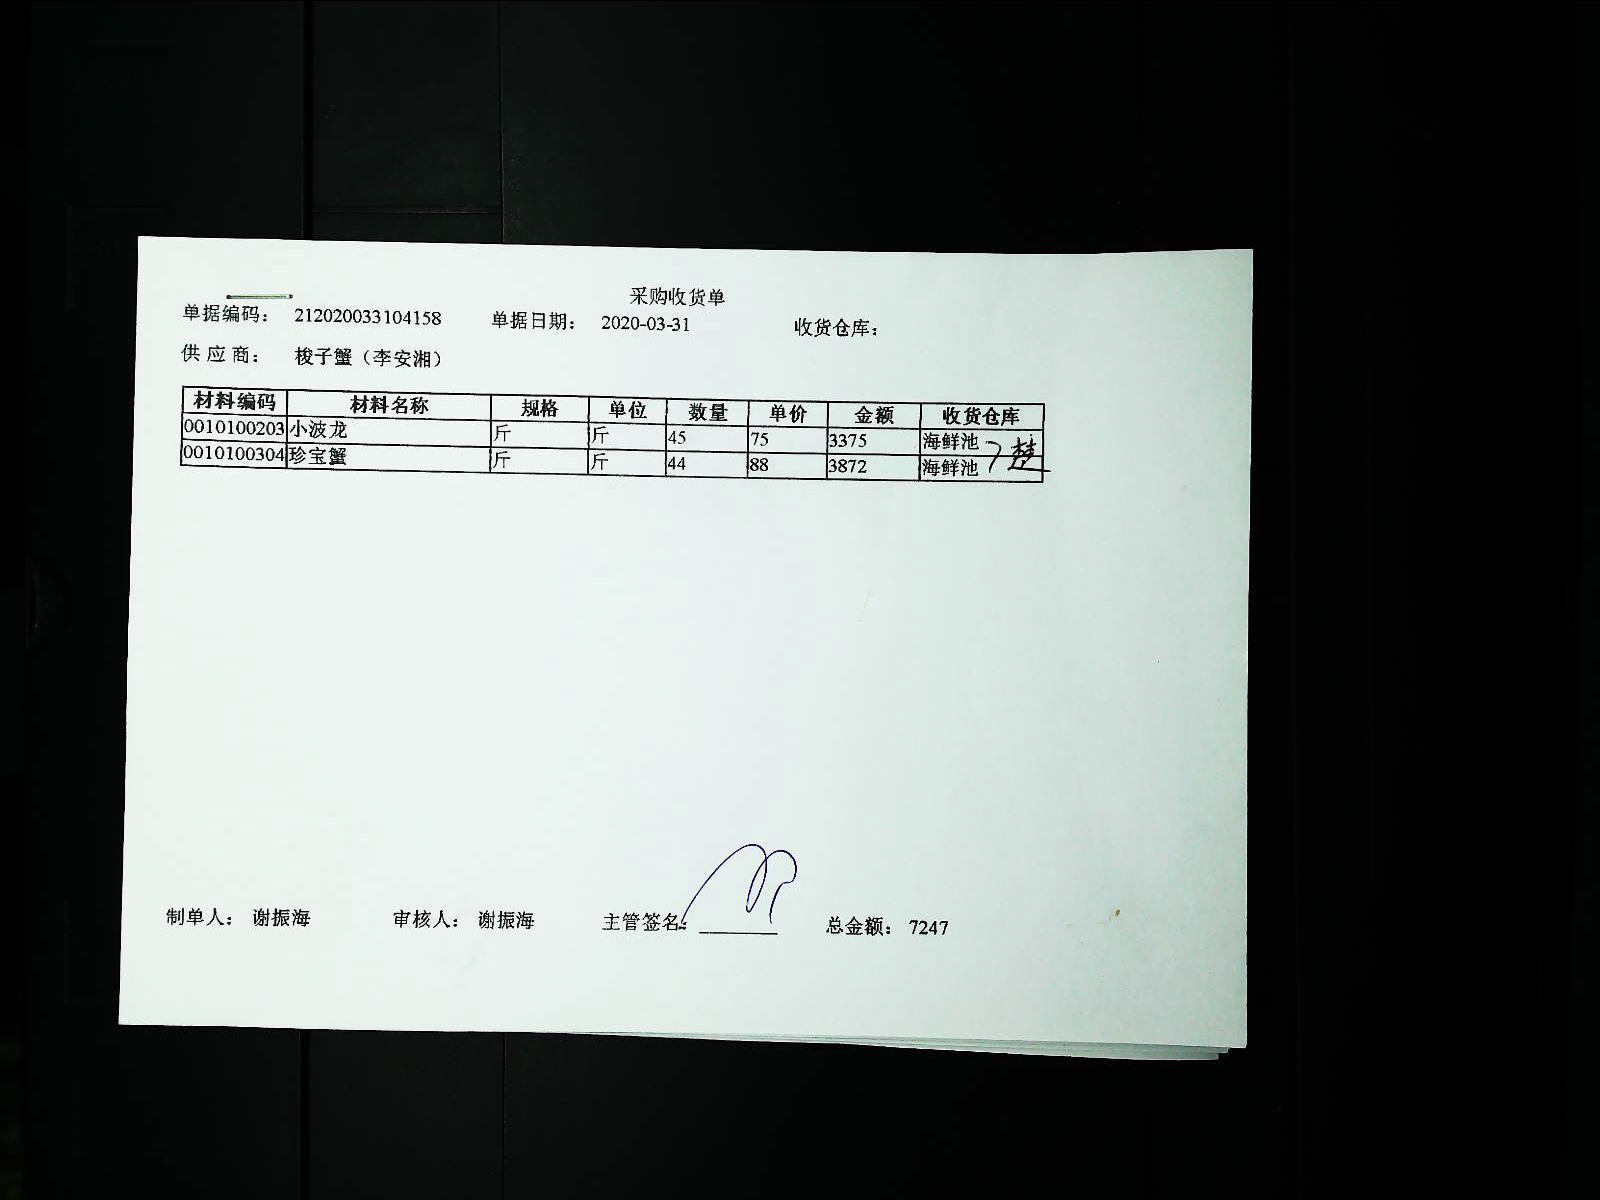 采购收货单
单据编码： 212020033104158 单据日期： 2020-03-31 收货仓库：
供 应 商： 梭子蟹（李安湘）
材料编码 材料名称 规格 单位 数量 单价 金额 收货仓库
0010100203 小波龙 斤 斤 45 75 3375 海鲜池
0010100304 珍宝蟹 斤 斤 44 88 3872 海鲜池
制单人： 谢振海 审核人： 谢振海 主管签名： 总金额： 7247